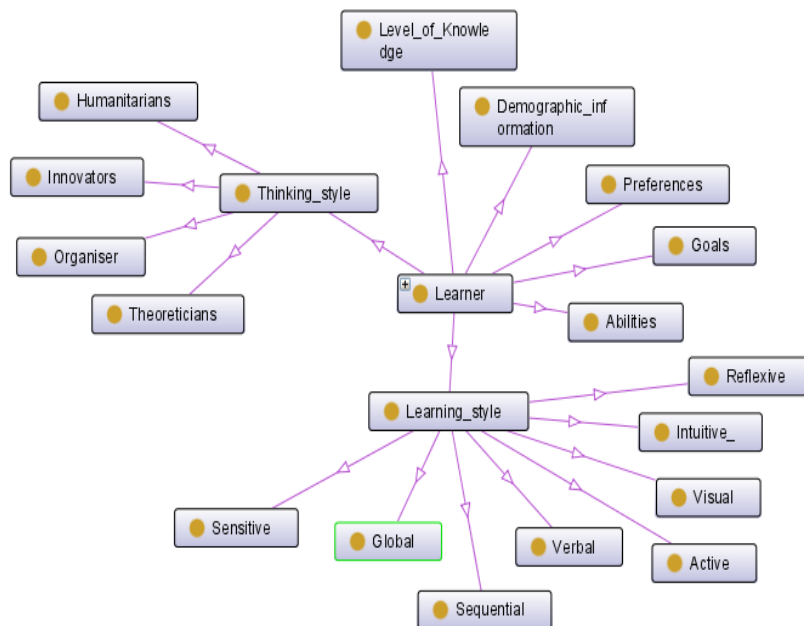 Level_of_Knowle
dge
Humanitarians
Demographic_inf
ormation
Innovators
Thinking_style
Preferences
Organiser
Goals
Learner
Theoreticians
Abilities
Reflexive
Learning_style
Intuitive_
Visual
Sensitive
Global
Verbal
Active
Sequential